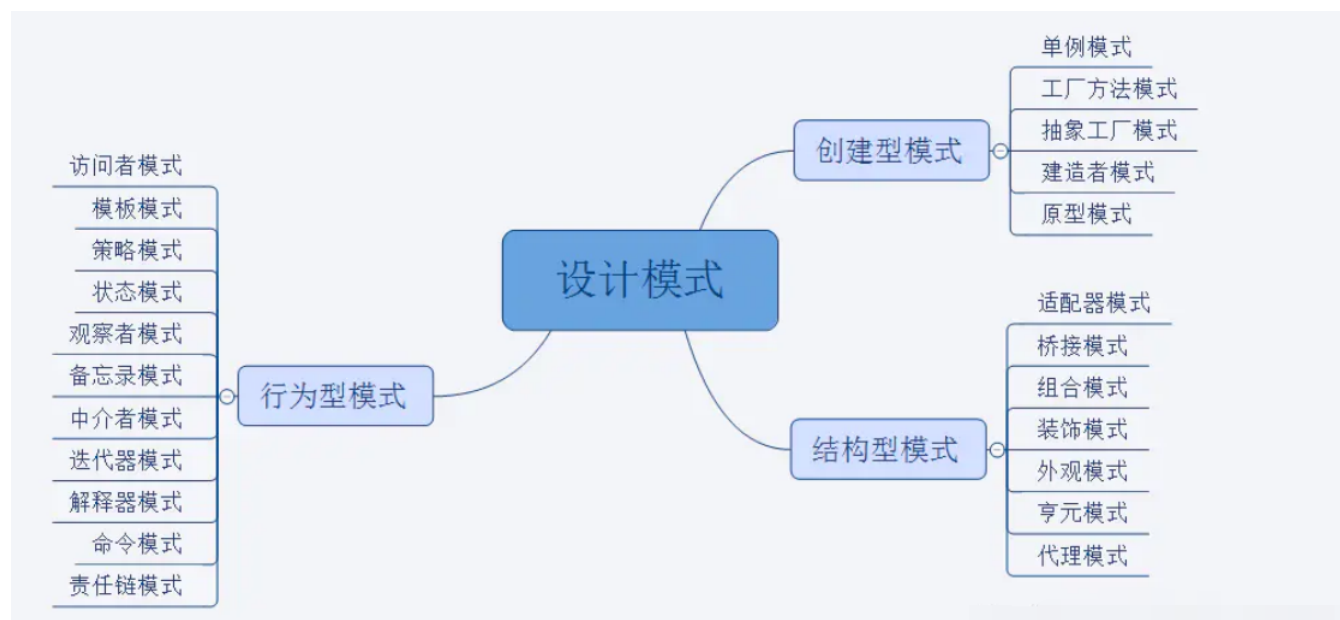 设计模式
创建型模式
单例模式
工厂方法模式
抽象工厂模式
建造者模式
原型模式
结构型模式
适配器模式
桥接模式
组合模式
装饰模式
外观模式
亨元模式
代理模式
行为型模式
访问者模式
模板模式
策略模式
状态模式
观察者模式
备忘录模式
中介者模式
迭代器模式
解释器模式
命令模式
责任链模式